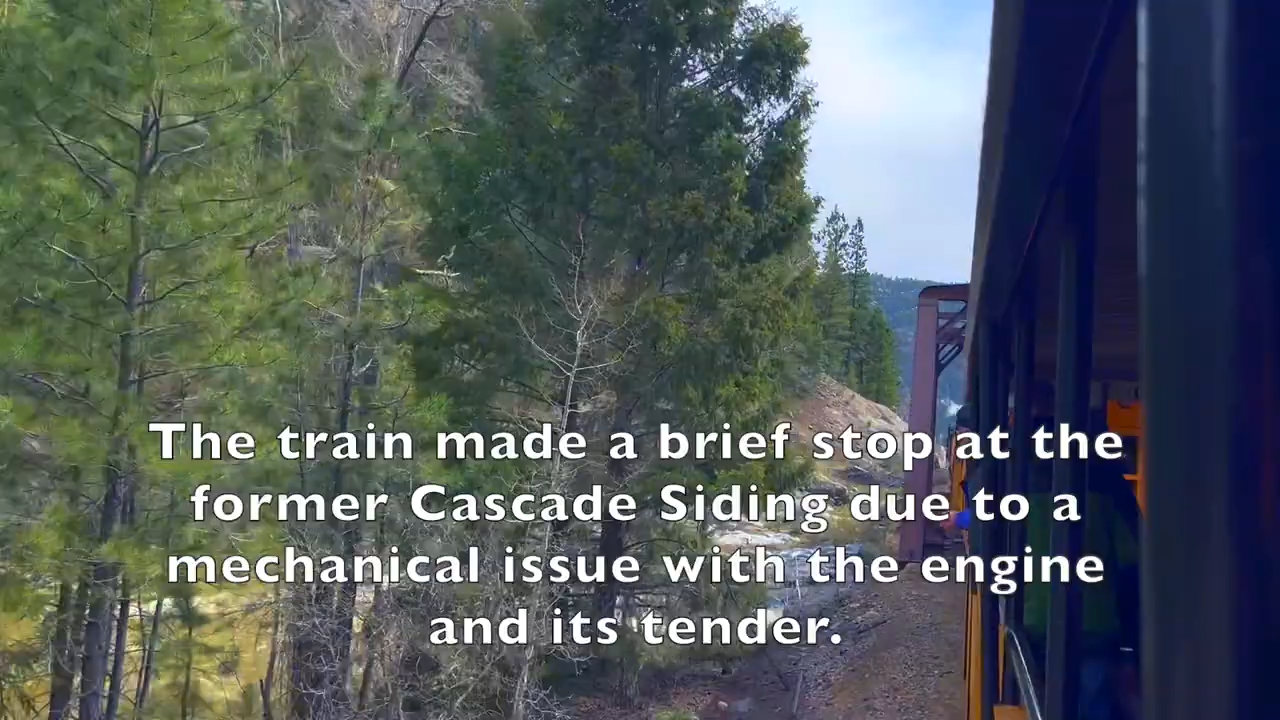 The train made a brief stop at the
former Cascade Siding due to a
mechanical issue with the engine
and its tender.